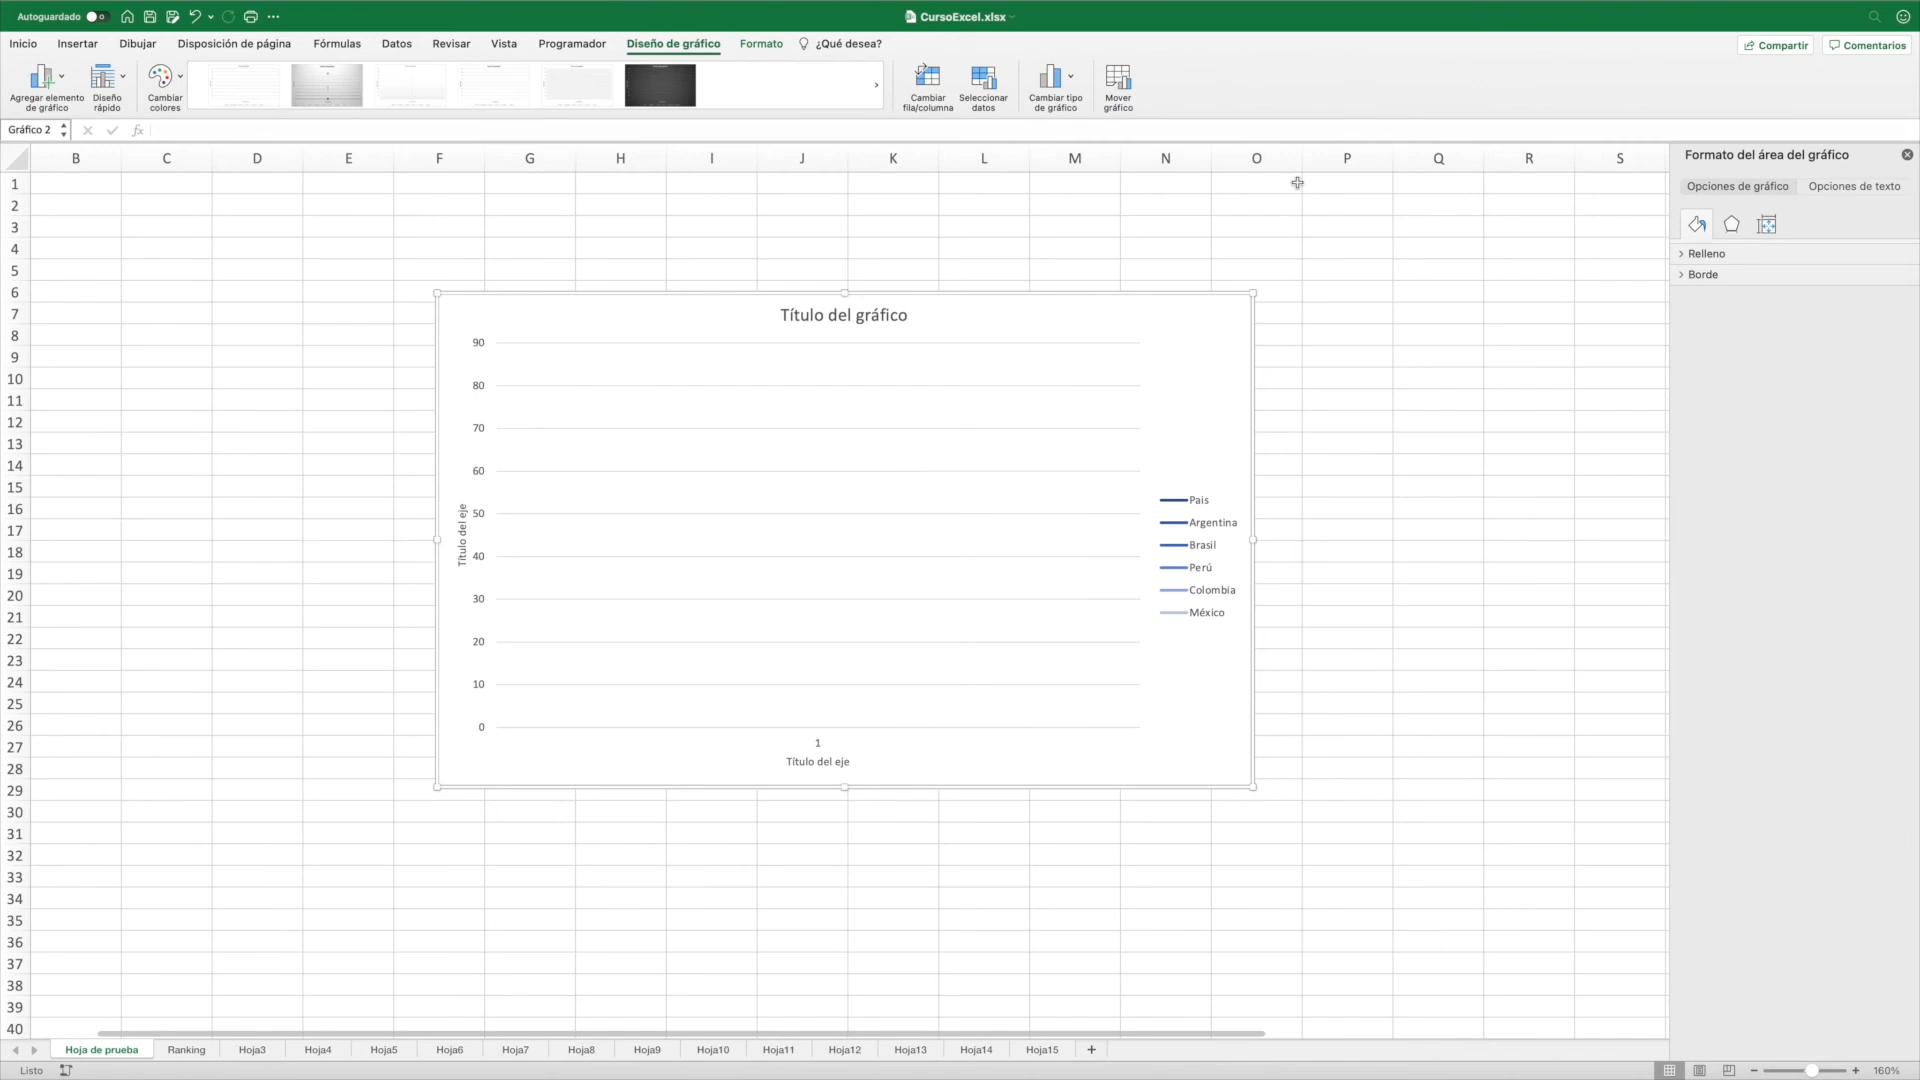 Autoguardado
CursoExcel.xlsx
Inicio Insertar Dibujar Disposición de página Fórmulas Datos Revisar Vista Programador Diseño de gráfico Formato ¿Qué desea? Compartir Comentarios
Agregar elemento de gráfico
Diseño rápido
Cambiar colores
Cambiar fila/columna
Seleccionar datos
Cambiar tipo de gráfico
Mover gráfico
Gráfico 2 fx
B C D E F G H I J K L M N O P Q R S
Formato del área del gráfico
Opciones de gráfico Opciones de texto
Relleno
Borde
1
2
3
4
5
6
7
8
9
10
11
12
13
14
15
16
17
18
19
20
21
22
23
24
25
26
27
28
29
30
31
32
33
34
35
36
37
38
39
40
Título del gráfico
90
80
70
60
50
40
30
20
10
0
Título del eje
1
Título del eje
Pais
Argentina
Brasil
Perú
Colombia
México
Hoja de prueba Ranking Hoja3 Hoja4 Hoja5 Hoja6 Hoja7 Hoja8 Hoja9 Hoja10 Hoja11 Hoja12 Hoja13 Hoja14 Hoja15 +
Listo
160%